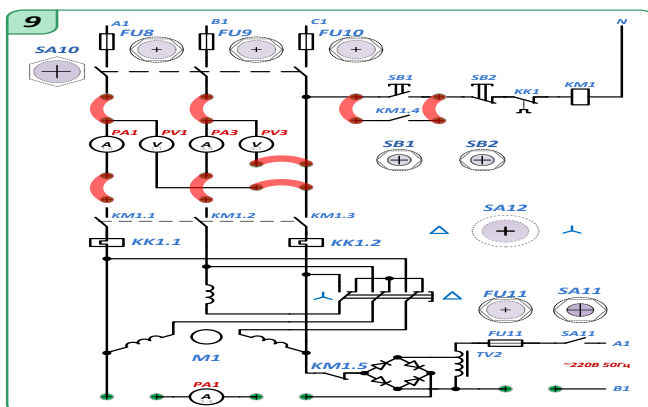 9
A1 B1 C1 N
FU8 FU9 FU10
SA10
SB1 SB2 KK1 KM1
KM1.4
PA1 PV1 PA3 PV3
A V A V
SB1 SB2
KM1.1 KM1.2 KM1.3
SA12
KK1.1 KK1.2
FU11 SA11
FU11 SA11 A1
M1
TV2
KM1.5
~220В 50Гц
PA1
A
B1